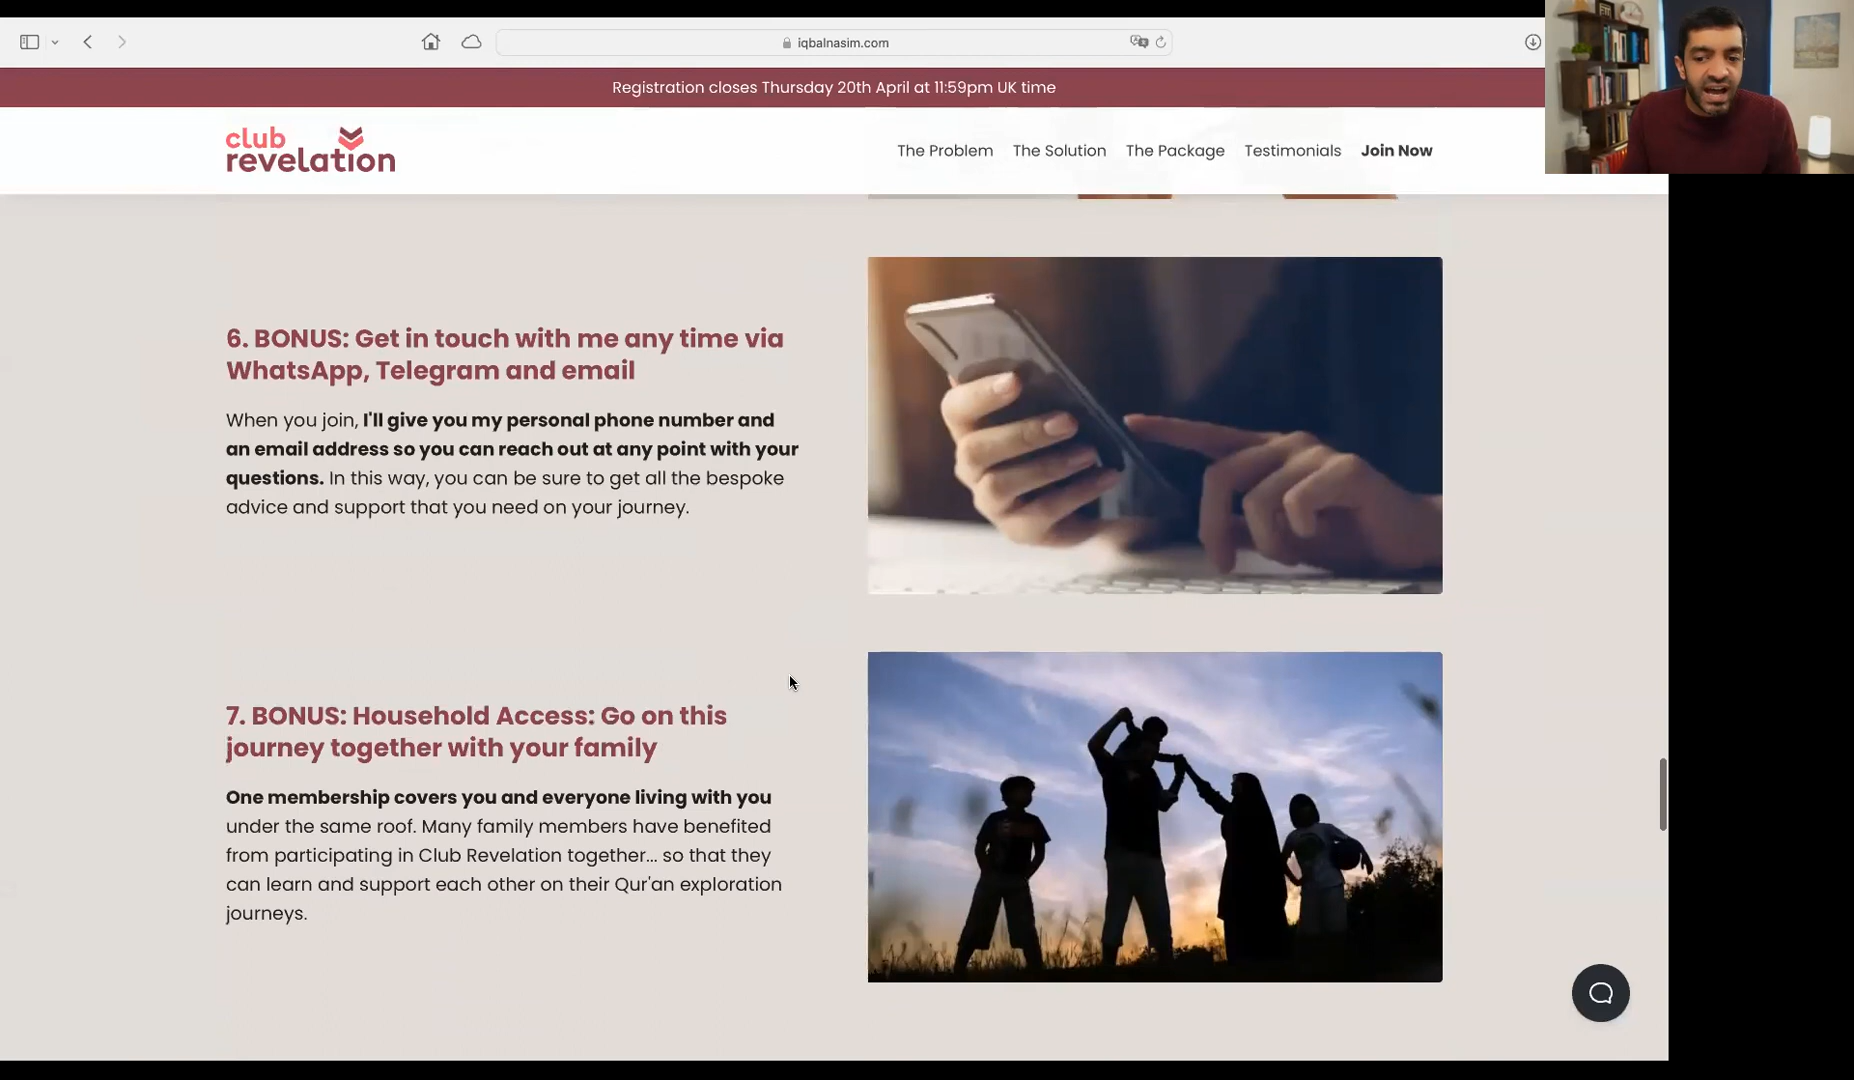 iqbalnasim.com
Registration closes Thursday 20th April at 11:59pm UK time
club
revelation
The Problem The Solution The Package Testimonials Join Now
6. BONUS: Get in touch with me any time via
WhatsApp, Telegram and email
When you join, I'll give you my personal phone number and
an email address so you can reach out at any point with your
questions. In this way, you can be sure to get all the bespoke
advice and support that you need on your journey.
7. BONUS: Household Access: Go on this
journey together with your family
One membership covers you and everyone living with you
under the same roof. Many family members have benefited
from participating in Club Revelation together... so that they
can learn and support each other on their Qur'an exploration
journeys.